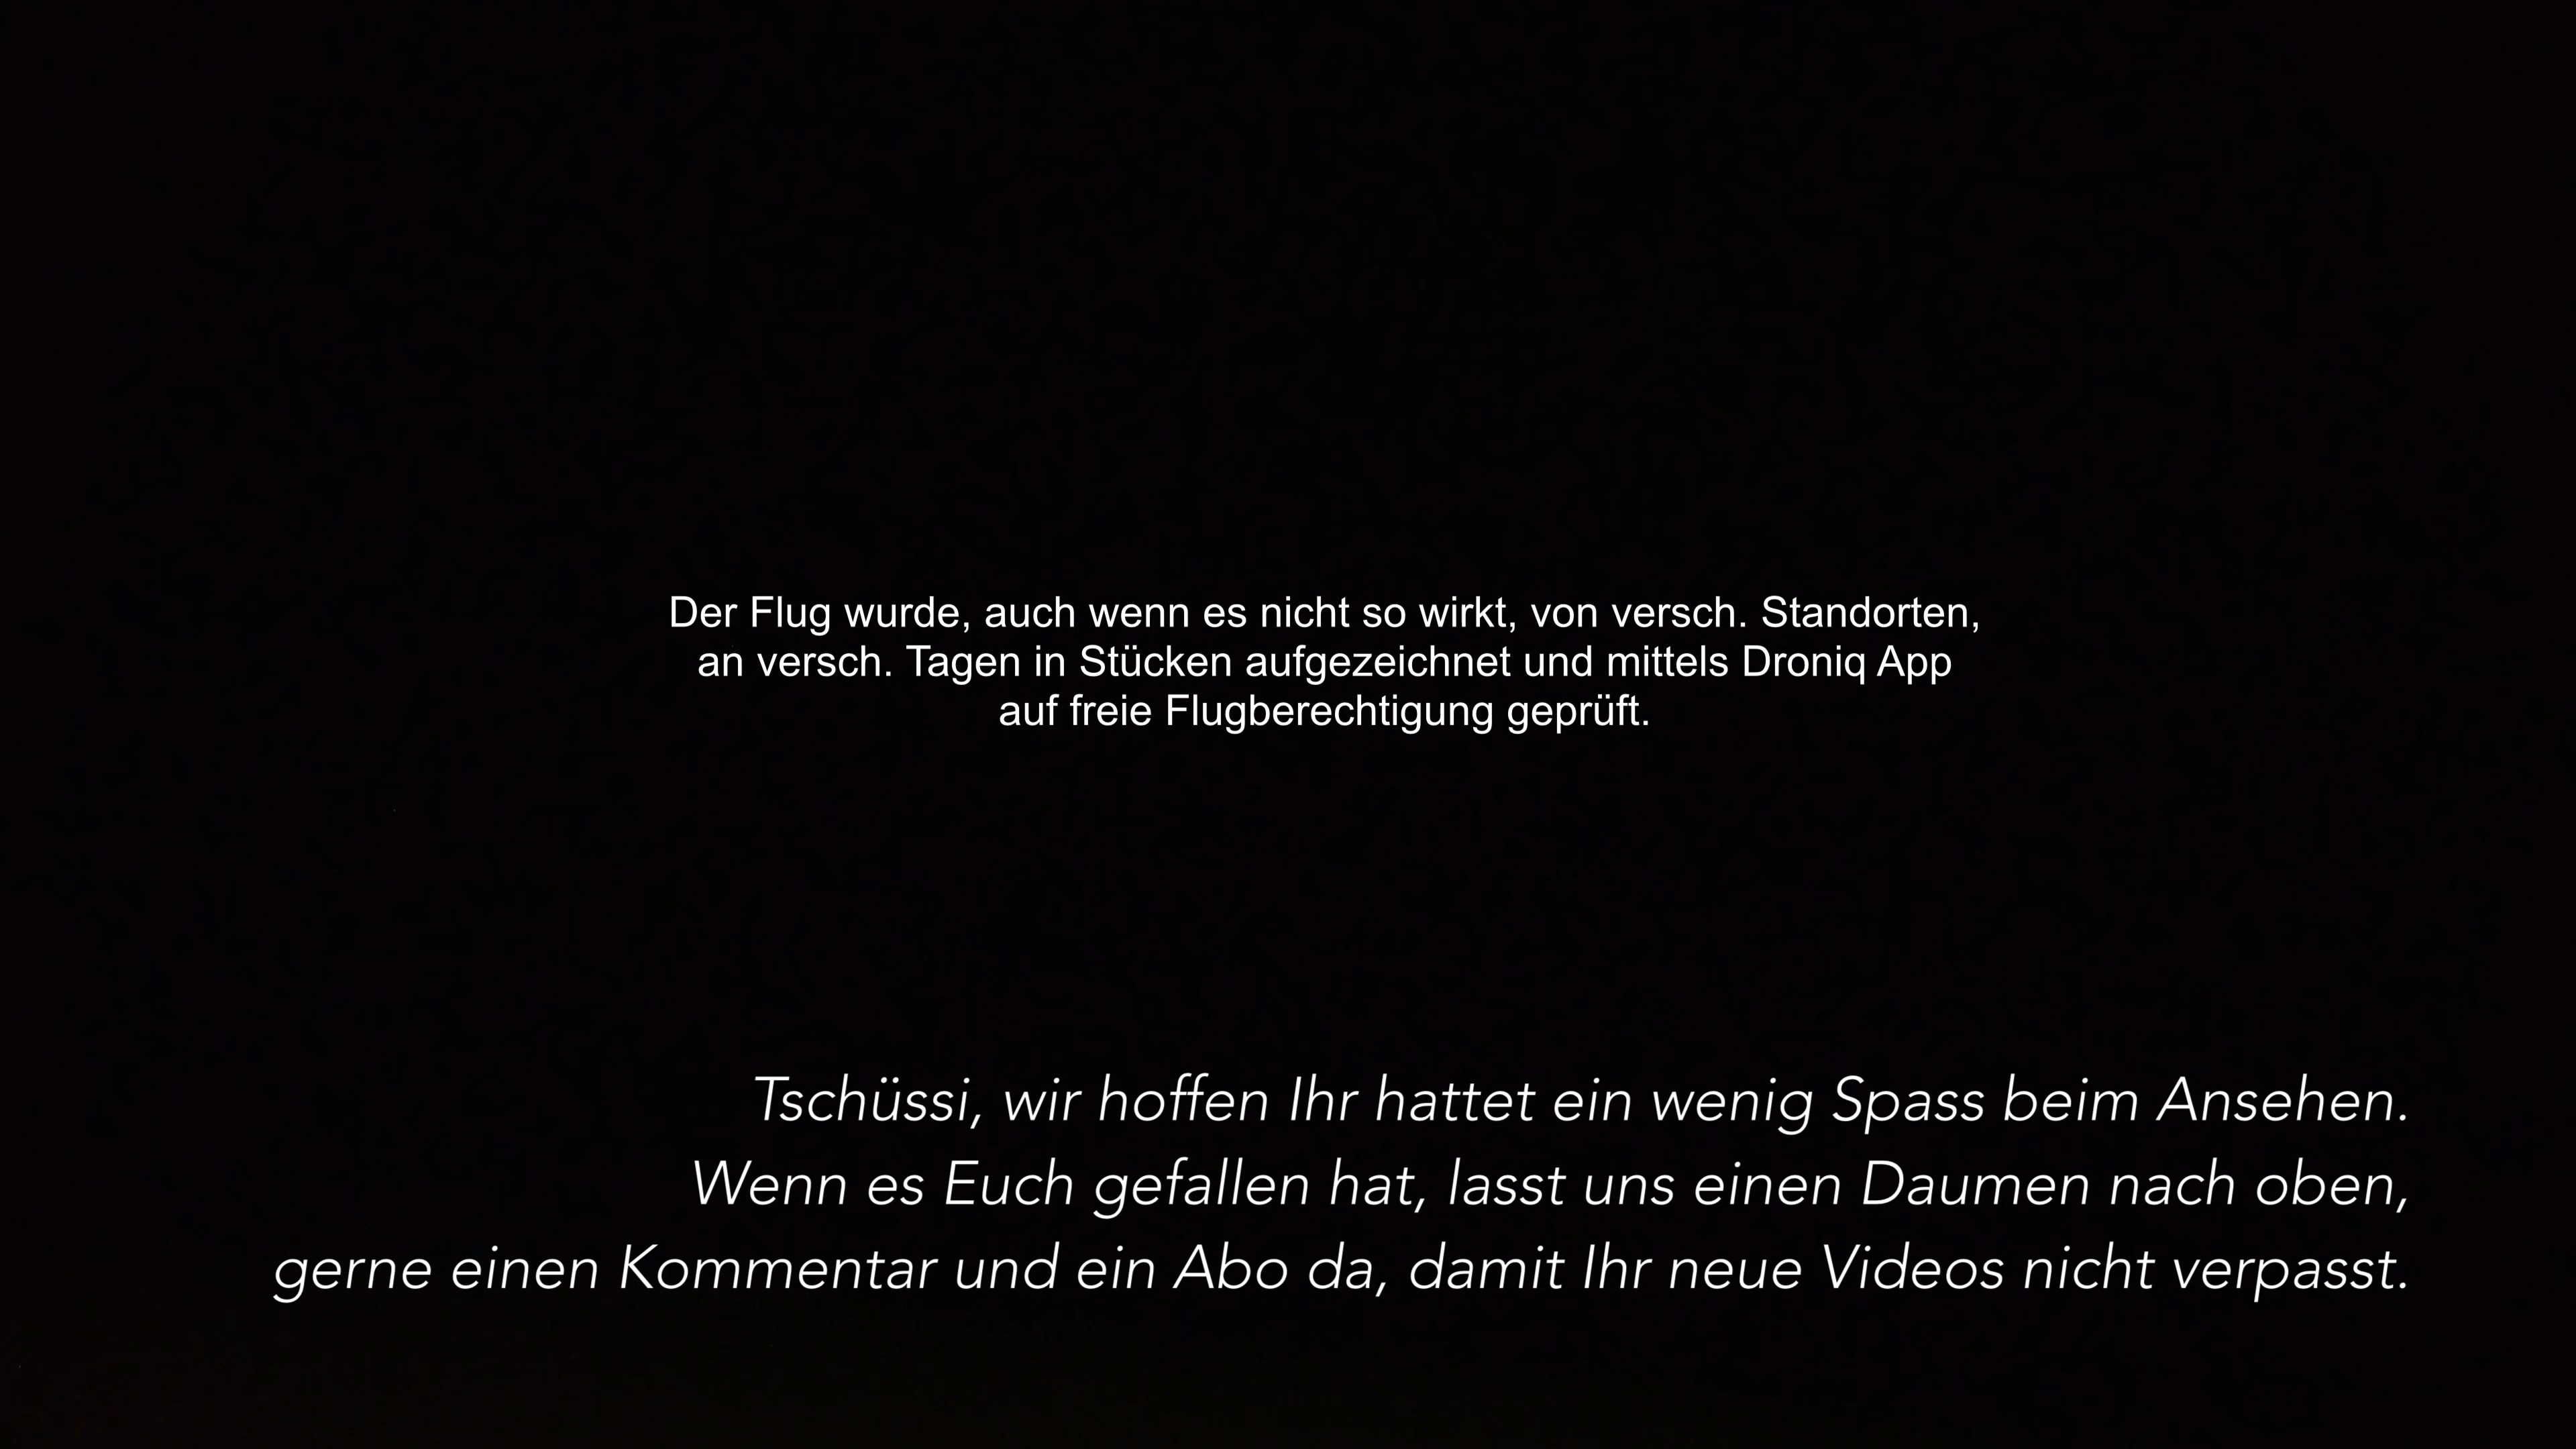 Der Flug wurde, auch wenn es nicht so wirkt, von versch. Standorten,
an versch. Tagen in Stücken aufgezeichnet und mittels Droniq App
auf freie Flugberechtigung geprüft.
Tschüssi, wir hoffen Ihr hattet ein wenig Spass beim Ansehen.
Wenn es Euch gefallen hat, lasst uns einen Daumen nach oben,
gerne einen Kommentar und ein Abo da, damit Ihr neue Videos nicht verpasst.